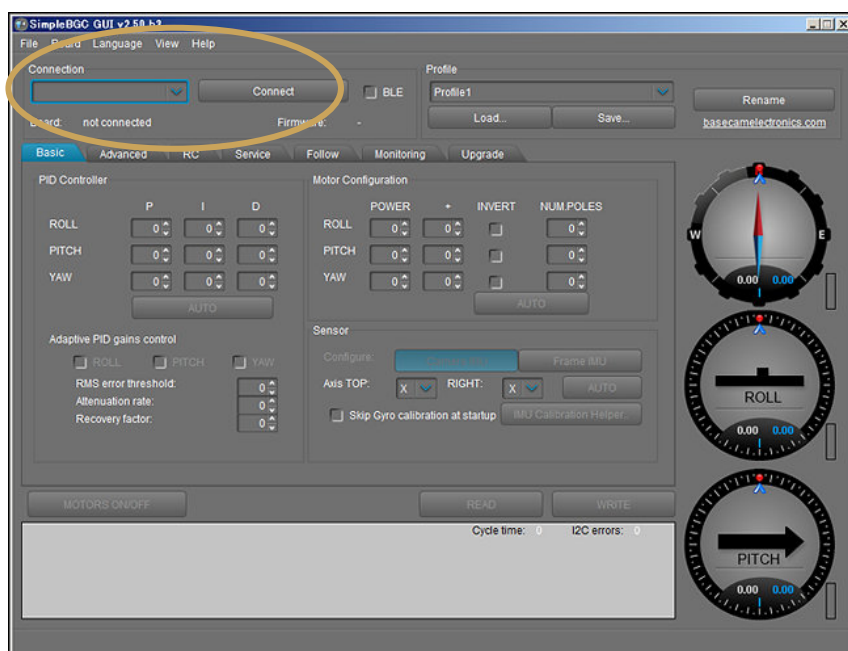 SimpleBGC GUI v2.50 b3
File Board Language View Help
Connection
Connect
BLE
Board: not connected
Firmware: -
Profile
Profile1
Load...
Save...
Rename
basecamelectronics.com
Basic Advanced RC Service Follow Monitoring Upgrade
PID Controller
P I D
ROLL 0 0 0
PITCH 0 0 0
YAW 0 0 0
AUTO
Adaptive PID gains control
ROLL PITCH YAW
RMS error threshold: 0
Attenuation rate: 0
Recovery factor: 0
Motor Configuration
POWER + INVERT NUM.POLES
ROLL 0 0 0
PITCH 0 0 0
YAW 0 0 0
AUTO
Sensor
Configure: Camera IMU Frame IMU
Axis TOP: X RIGHT: X AUTO
Skip Gyro calibration at startup IMU Calibration Helper.
MOTORS ON/OFF
READ
WRITE
Cycle time: 0 I2C errors: 0
W E
0.00 0.00
ROLL
0.00 0.00
PITCH
0.00 0.00